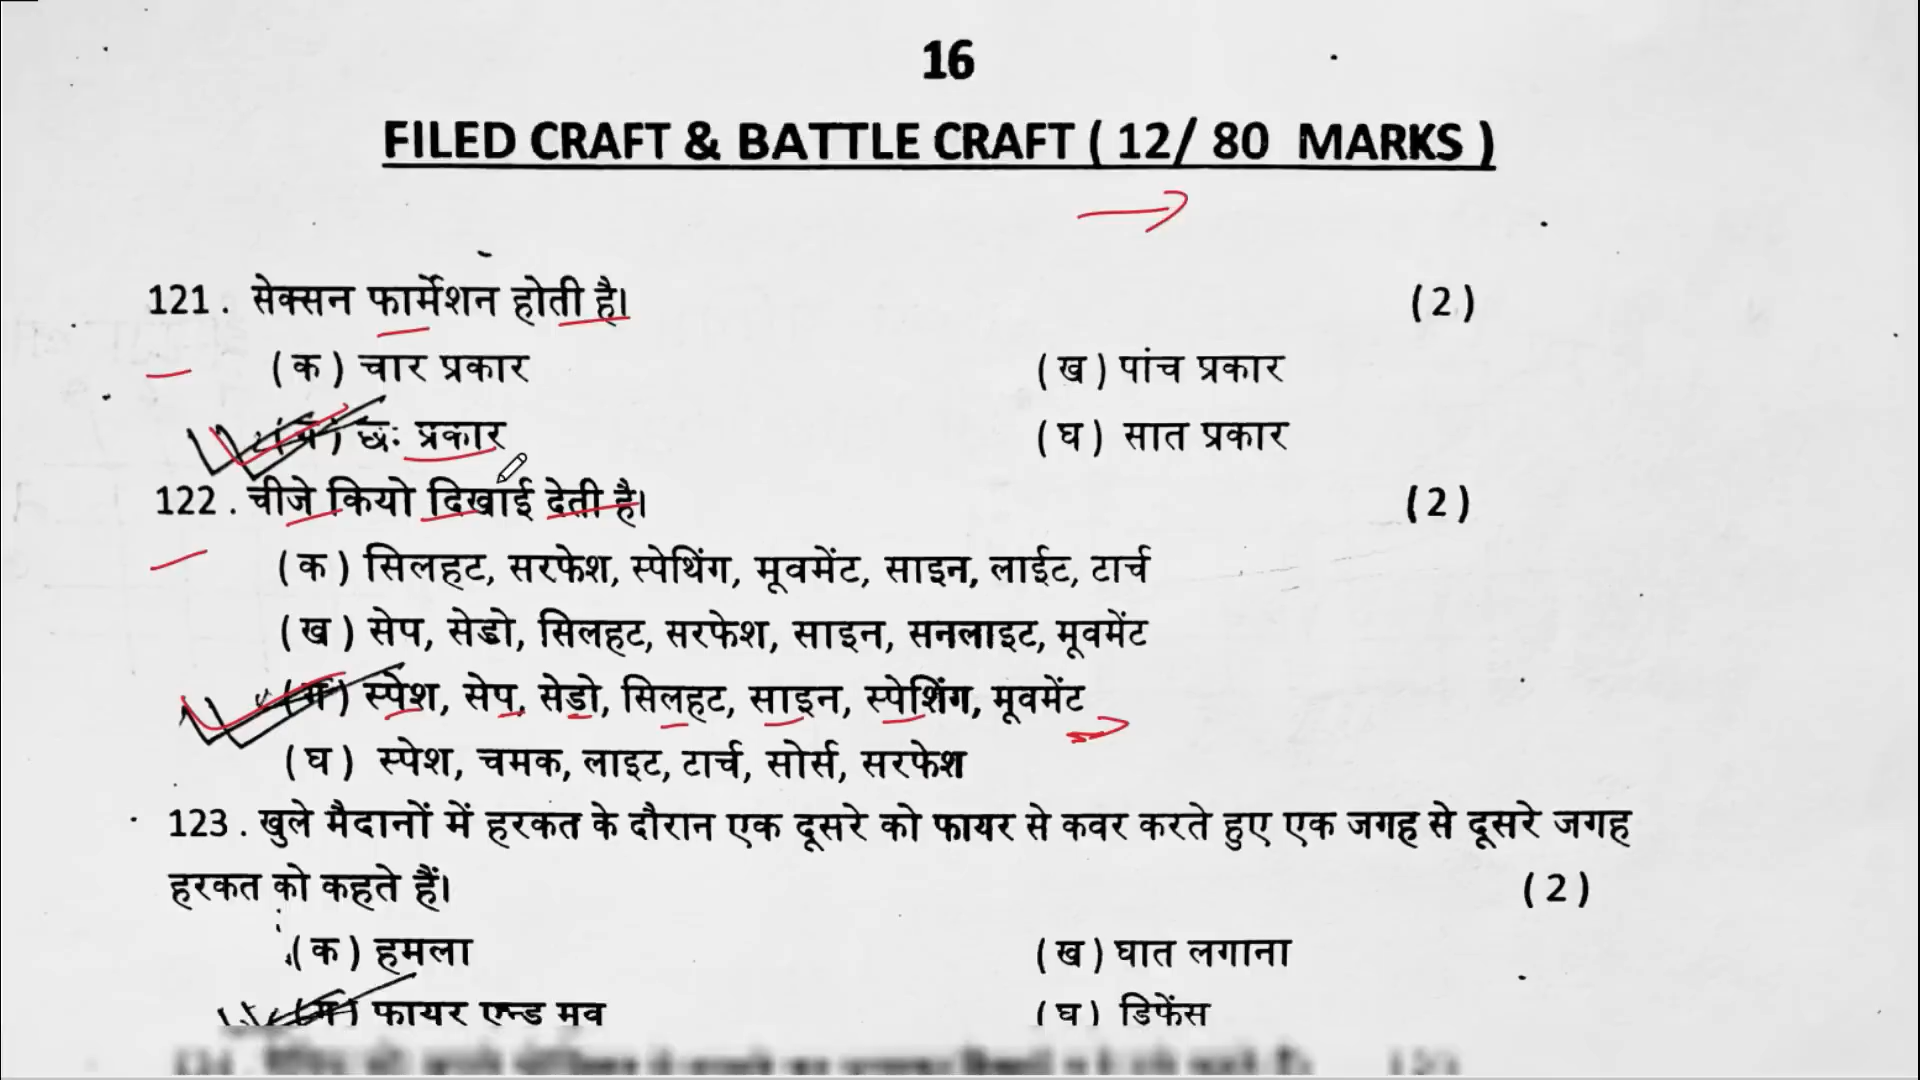 16
FILED CRAFT & BATTLE CRAFT ( 12/ 80 MARKS )
121 . सेक्सन फार्मेशन होती है। ( 2 )
( क ) चार प्रकार ( ख ) पांच प्रकार
( ग ) छः प्रकार ( घ ) सात प्रकार
122 . चीजे कियो दिखाई देती है। ( 2 )
( क ) सिलहट, सरफेश, स्पेथिंग, मूवमेंट, साइन, लाईट, टार्च
( ख ) सेप, सेडो, सिलहट, सरफेश, साइन, सनलाइट, मूवमेंट
( ग ) स्पेश, सेप, सेडो, सिलहट, साइन, स्पेशिंग, मूवमेंट
( घ ) स्पेश, चमक, लाइट, टार्च, सोर्स, सरफेश
123 . खुले मैदानों में हरकत के दौरान एक दूसरे को फायर से कवर करते हुए एक जगह से दूसरे जगह
हरकत को कहते हैं। ( 2 )
( क ) हमला ( ख ) घात लगाना
( ग ) फायर एन्ड मव ( घ ) डिफेंस